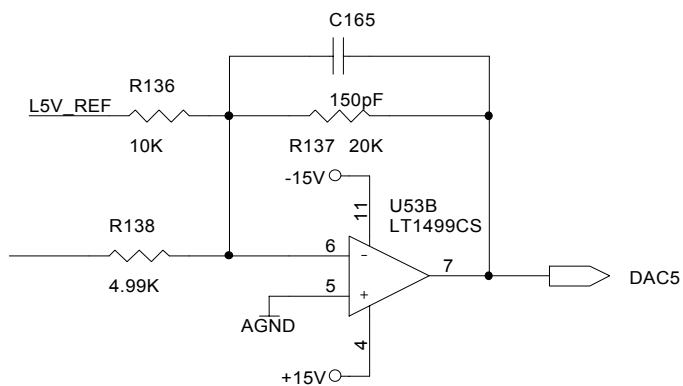 C165
R136
L5V_REF
150pF
10K
R137 20K
-15V
U53B
LT1499CS
11
R138
6
-
7
4.99K
5
+
DAC5
AGND
4
+15V